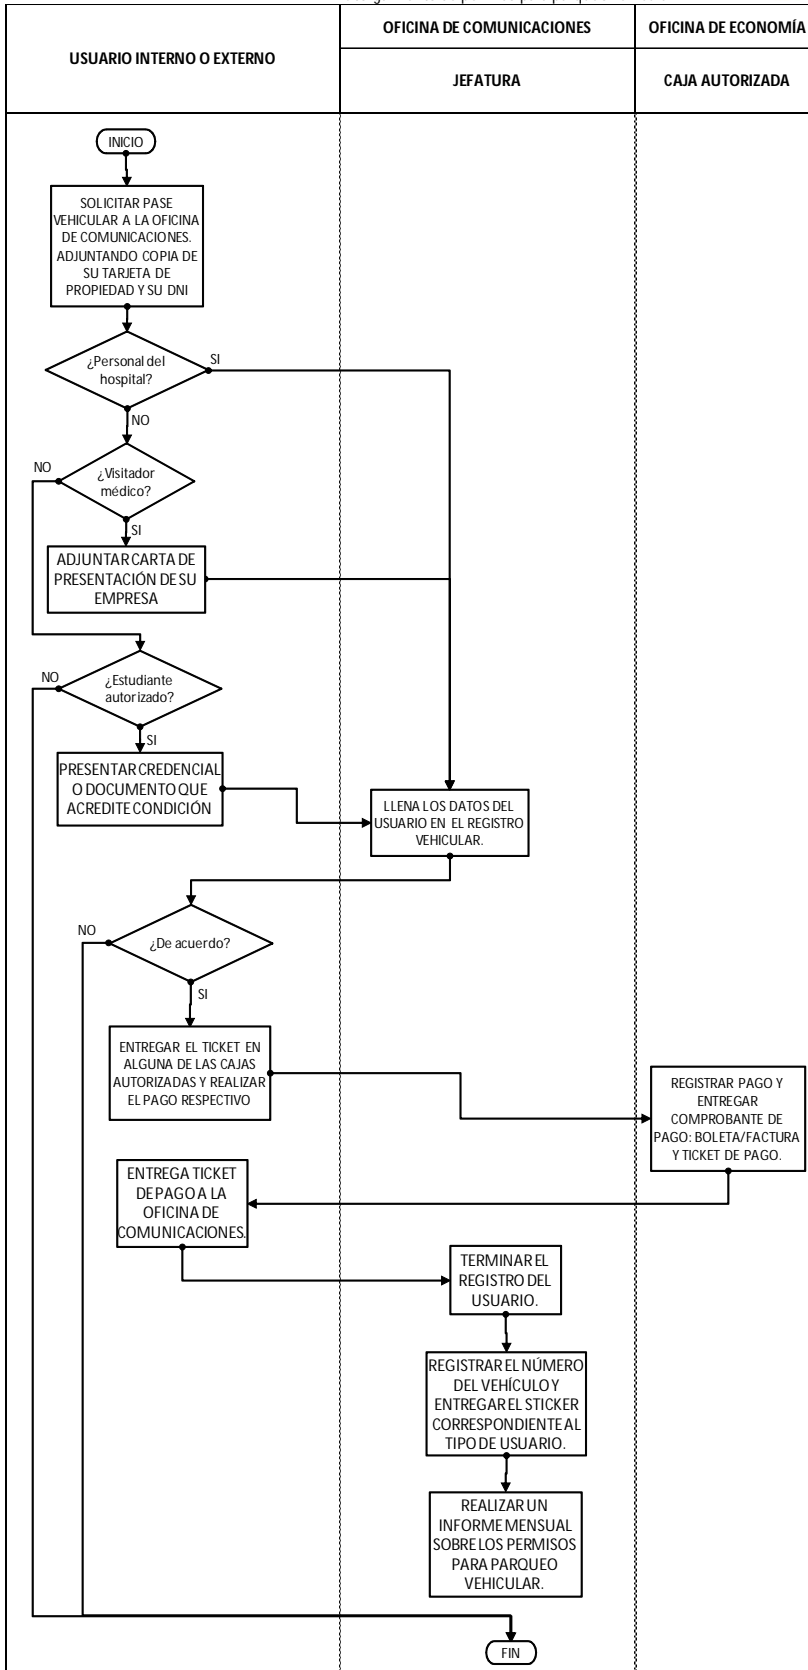 OFICINA DE COMUNICACIONES
OFICINA DE ECONOMÍA
USUARIO INTERNO O EXTERNO
JEFATURA
CAJA AUTORIZADA
INICIO
SOLICITAR PASE
VEHICULAR A LA OFICINA
DE COMUNICACIONES.
ADJUNTANDO COPIA DE
SU TARJETA DE
PROPIEDAD Y SU DNI
¿Personal del
hospital?
SI
NO
¿Visitador
médico?
NO
SI
ADJUNTAR CARTA DE
PRESENTACIÓN DE SU
EMPRESA
¿Estudiante
autorizado?
NO
SI
PRESENTAR CREDENCIAL
O DOCUMENTO QUE
ACREDITE CONDICIÓN
LLENA LOS DATOS DEL
USUARIO EN EL REGISTRO
VEHICULAR.
¿De acuerdo?
NO
SI
ENTREGAR EL TICKET EN
ALGUNA DE LAS CAJAS
AUTORIZADAS Y REALIZAR
EL PAGO RESPECTIVO
REGISTRAR PAGO Y
ENTREGAR
COMPROBANTE DE
PAGO: BOLETA/FACTURA
Y TICKET DE PAGO.
ENTREGA TICKET
DE PAGO A LA
OFICINA DE
COMUNICACIONES.
TERMINAR EL
REGISTRO DEL
USUARIO.
REGISTRAR EL NÚMERO
DEL VEHÍCULO Y
ENTREGAR EL STICKER
CORRESPONDIENTE AL
TIPO DE USUARIO.
REALIZAR UN
INFORME MENSUAL
SOBRE LOS PERMISOS
PARA PARQUEO
VEHICULAR.
FIN